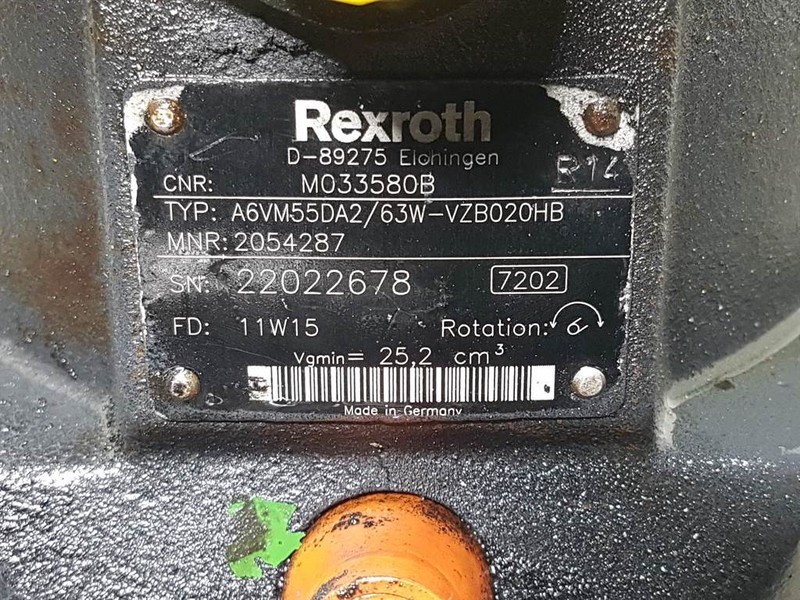 Rexroth
D-89275 Elchingen
CNR: M033580B R14
TYP: A6VM55DA2/63W-VZB020HB
MNR: 2054287
SN: 22022678 7202
FD: 11W15 Rotation:
Vgmin= 25,2 cm³
Made in Germany